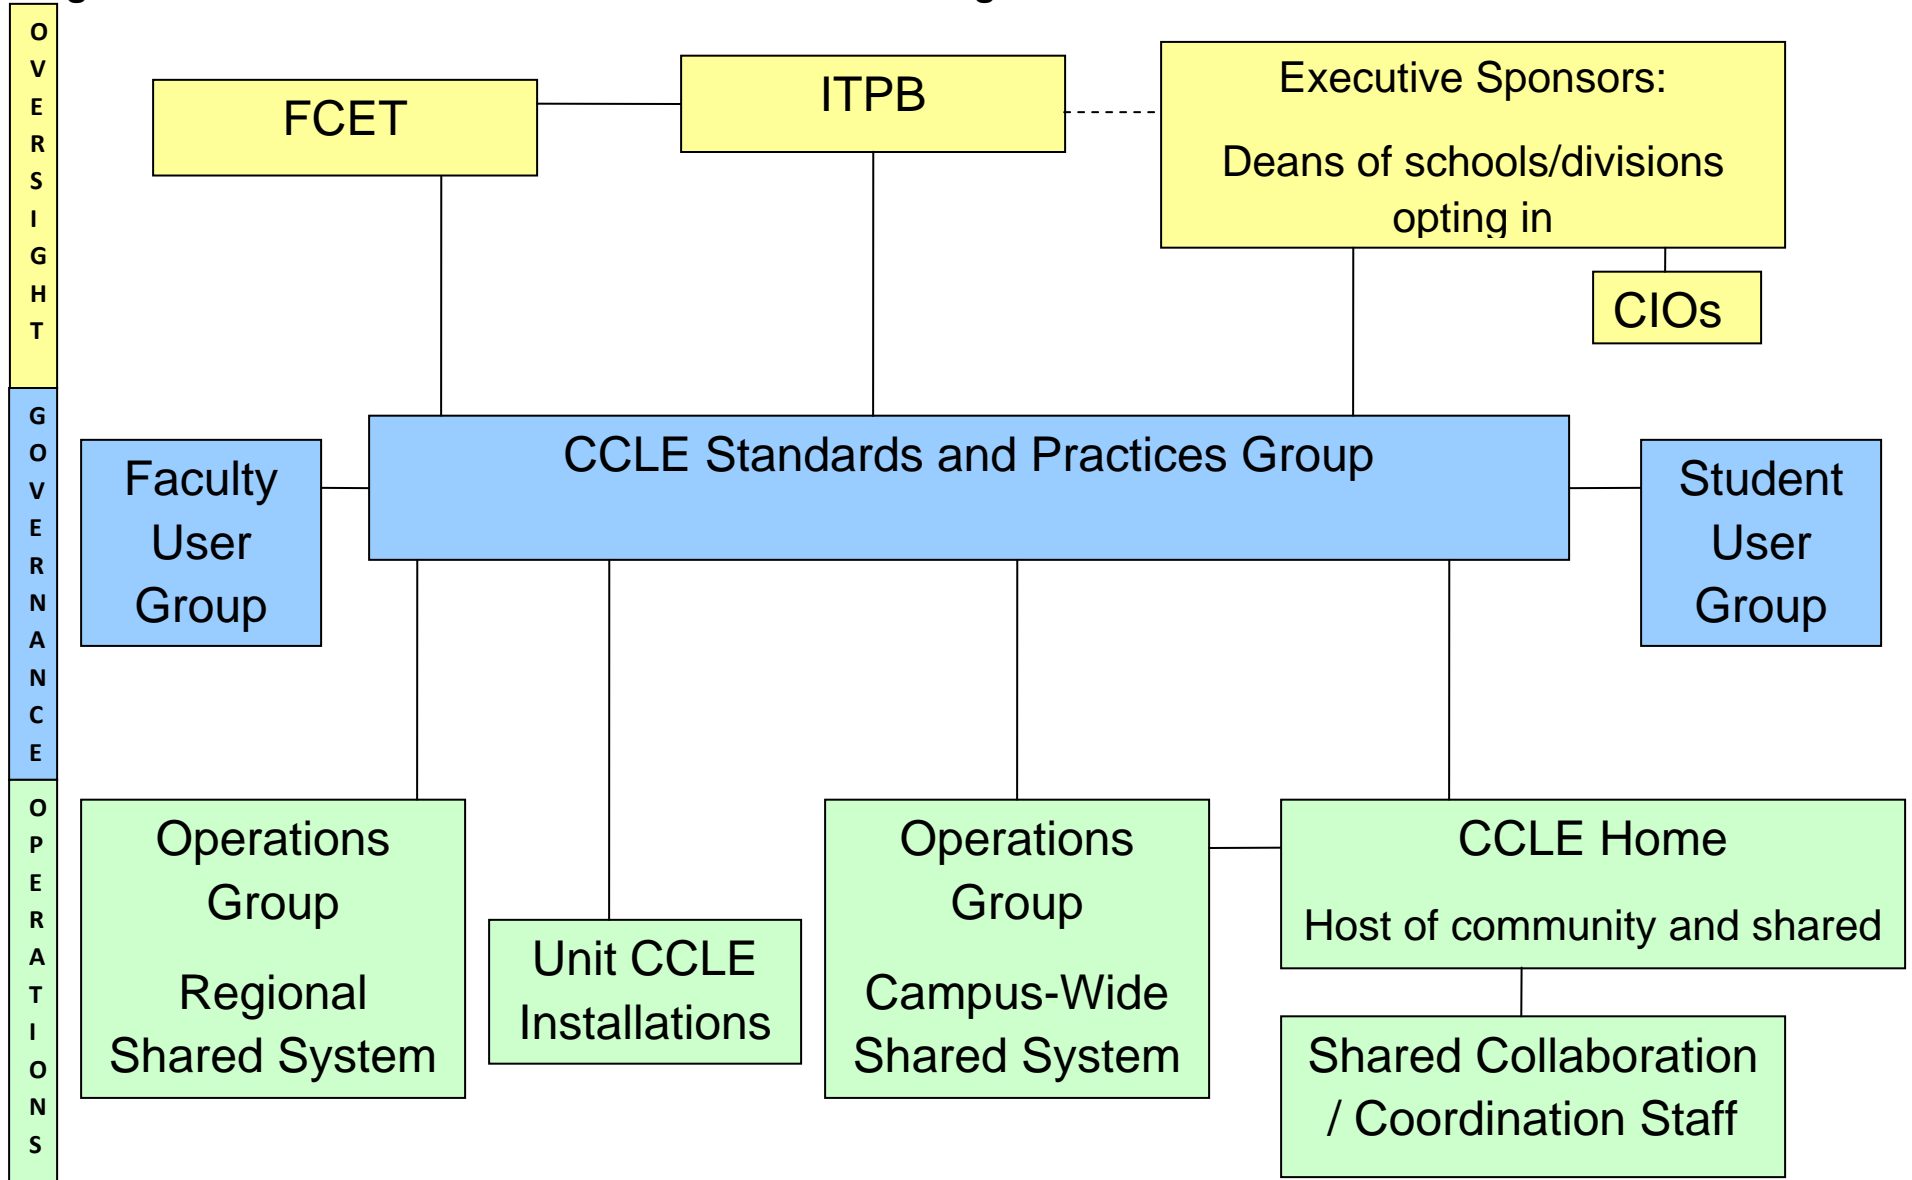 OVERSIGHT
FCET
ITPB
Executive Sponsors:
Deans of schools/divisions
opting in
CIOs
GOVERNANCE
Faculty
User
Group
CCLE Standards and Practices Group
Student
User
Group
OPERATIONS
Operations
Group
Regional
Shared System
Unit CCLE
Installations
Operations
Group
Campus-Wide
Shared System
CCLE Home
Host of community and shared
Shared Collaboration
/ Coordination Staff